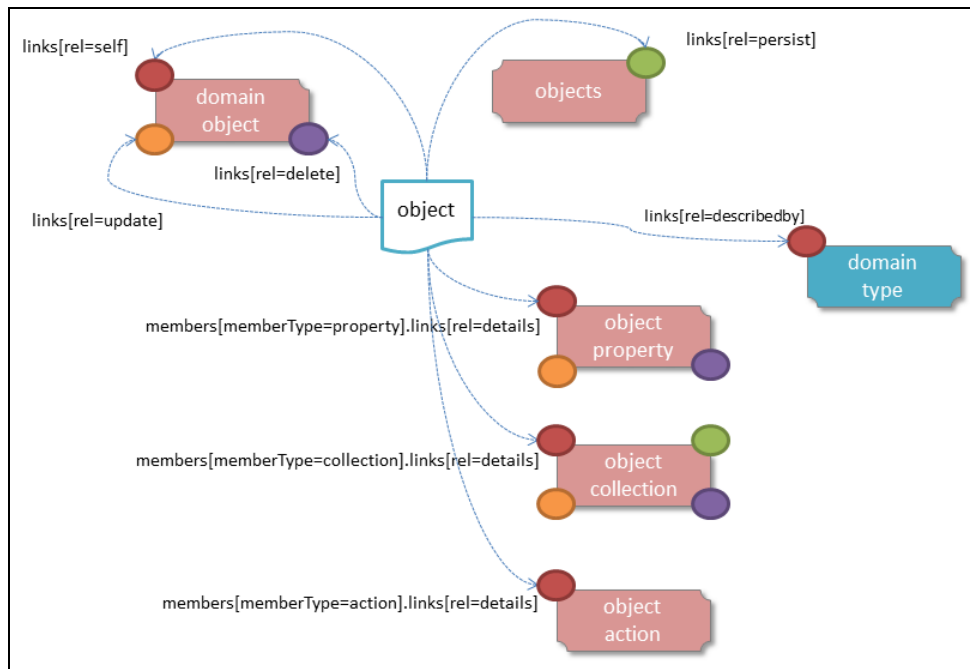 links[rel=self]
links[rel=persist]
domain
object
objects
links[rel=delete]
links[rel=update]
object
links[rel=describedby]
domain
type
members[memberType=property].links[rel=details]
object
property
members[memberType=collection].links[rel=details]
object
collection
members[memberType=action].links[rel=details]
object
action